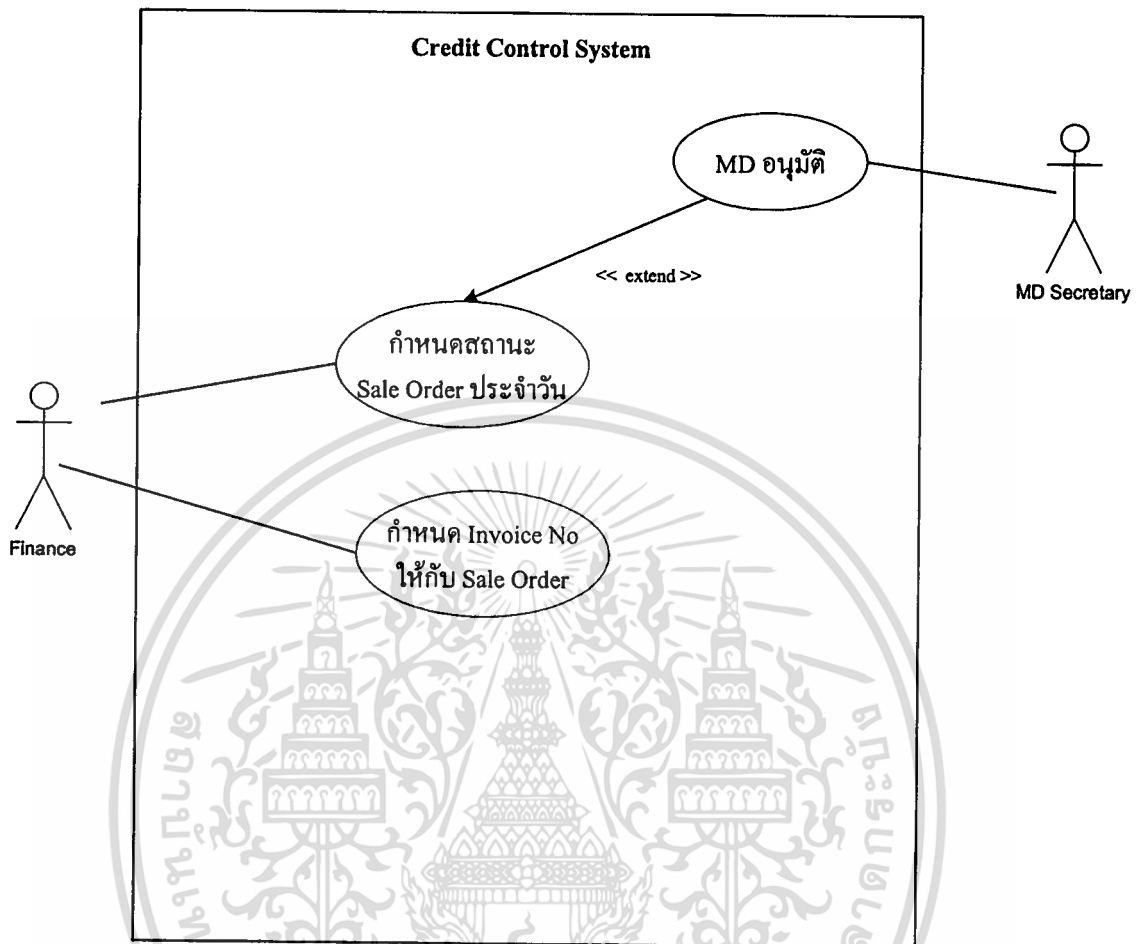 Credit Control System
MD อนุมัติ
MD Secretary
<< extend >>
กำหนดสถานะ
Sale Order ประจำวัน
Finance
กำหนด Invoice No
ให้กับ Sale Order